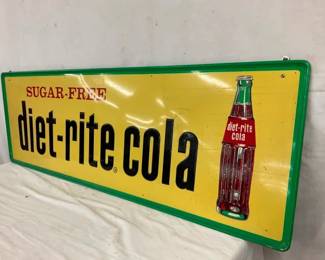 SUGAR-FREE
diet-rite cola
®
diet-rite
cola